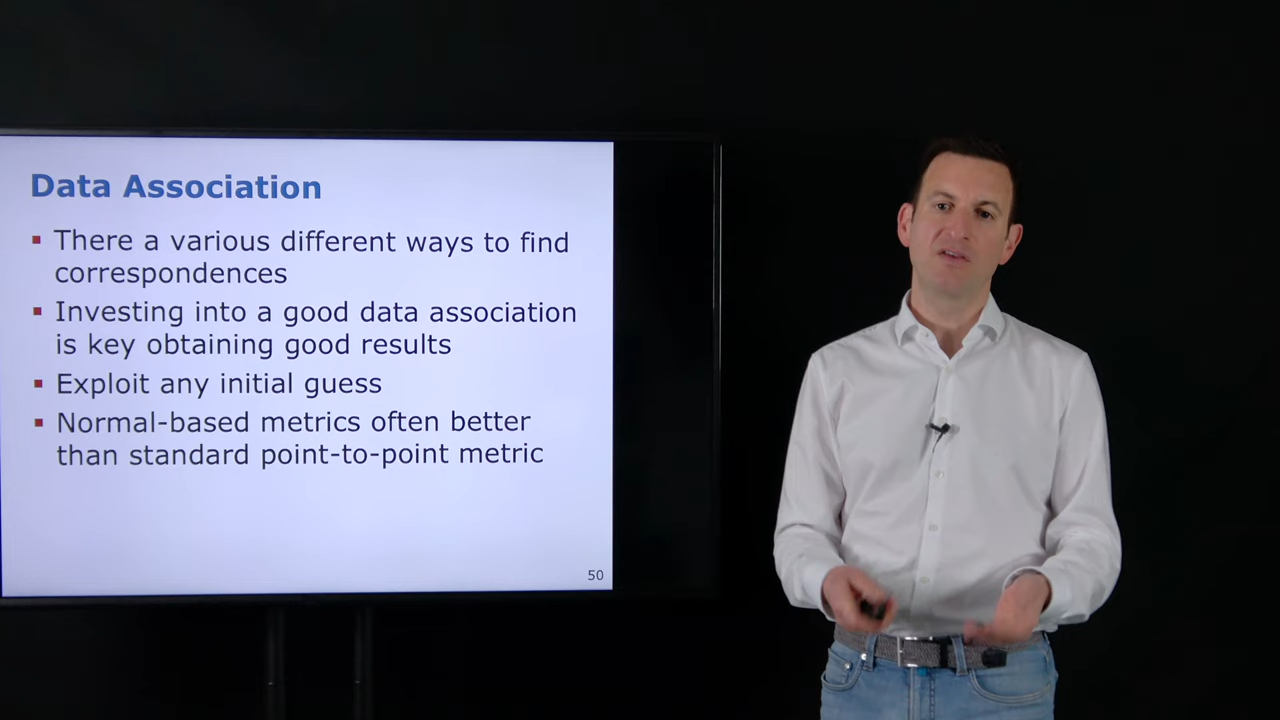 Data Association
There a various different ways to find
correspondences
Investing into a good data association
is key obtaining good results
Exploit any initial guess
Normal-based metrics often better
than standard point-to-point metric
50